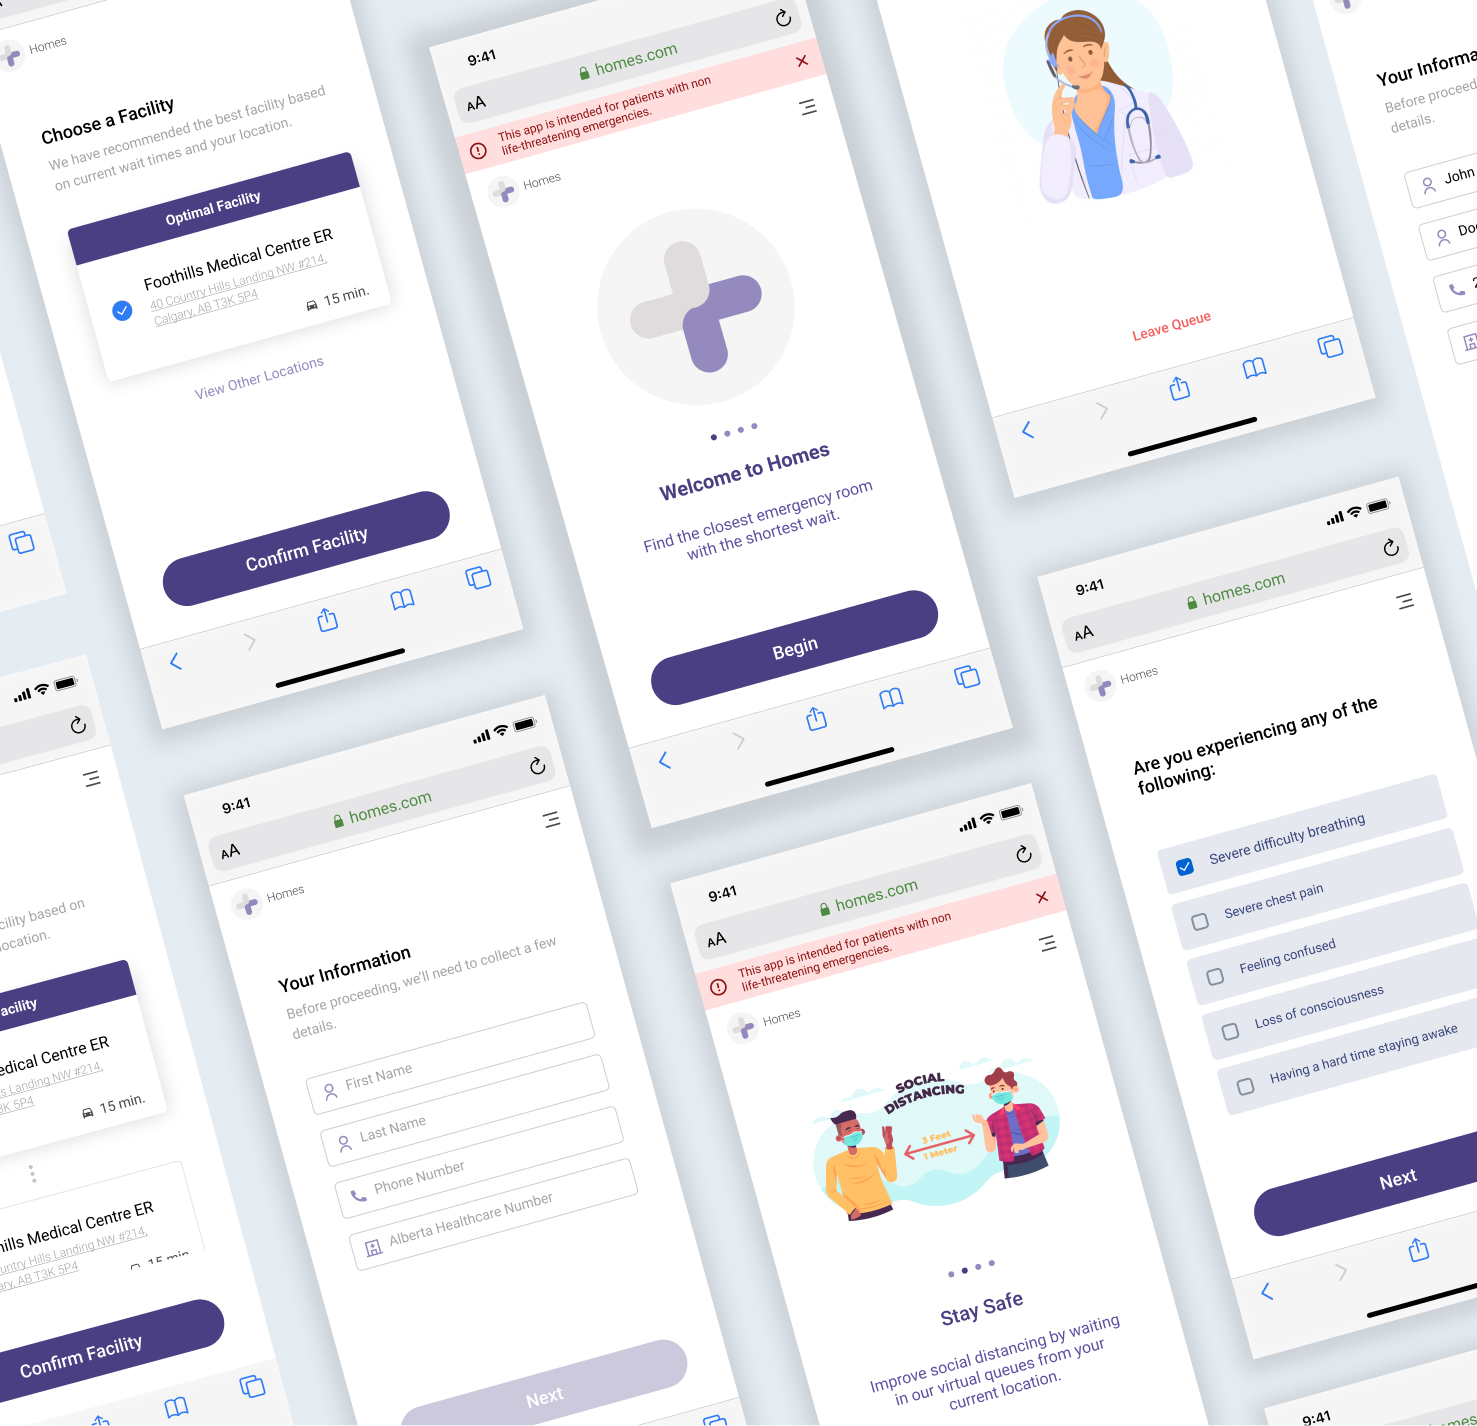 Homes
Choose a Facility
We have recommended the best facility based
on current wait times and your location.
Optimal Facility
Foothills Medical Centre ER
40 Country Hills Landing NW #214,
Calgary, AB T3K 5P4
15 min.
View Other Locations
Confirm Facility
9:41
AA
homes.com
This app is intended for patients with non
life-threatening emergencies.
Homes
Welcome to Homes
Find the closest emergency room
with the shortest wait.
Begin
Leave Queue
Your Informa
Before proceed
details.
John
Doe
2
cility based on
location.
acility
edical Centre ER
s Landing NW #214,
3K 5P4
15 min.
hills Medical Centre ER
untry Hills Landing NW #214,
ary, AB T3K 5P4
15 min
Confirm Facility
9:41
AA
homes.com
Homes
Your Information
Before proceeding, we'll need to collect a few
details.
First Name
Last Name
Phone Number
Alberta Healthcare Number
Next
9:41
AA
homes.com
This app is intended for patients with non
life-threatening emergencies.
Homes
SOCIAL
DISTANCING
3 Feet
1 Meter
Stay Safe
Improve social distancing by waiting
in our virtual queues from your
current location.
9:41
AA
homes.com
Homes
Are you experiencing any of the
following:
Severe difficulty breathing
Severe chest pain
Feeling confused
Loss of consciousness
Having a hard time staying awake
Next
9:41
homes